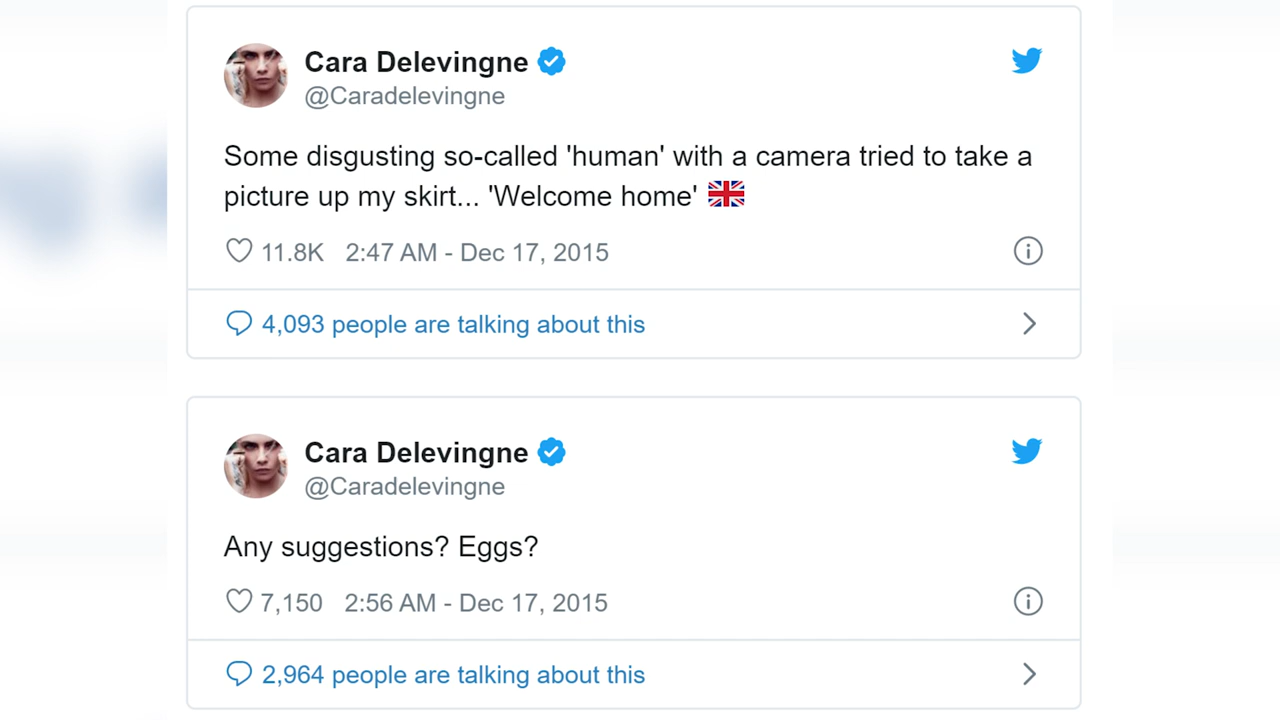 Cara Delevingne
@Caradelevingne
Some disgusting so-called 'human' with a camera tried to take a
picture up my skirt... 'Welcome home' 🇬🇧
11.8K 2:47 AM - Dec 17, 2015
4,093 people are talking about this
Cara Delevingne
@Caradelevingne
Any suggestions? Eggs?
7,150 2:56 AM - Dec 17, 2015
2,964 people are talking about this